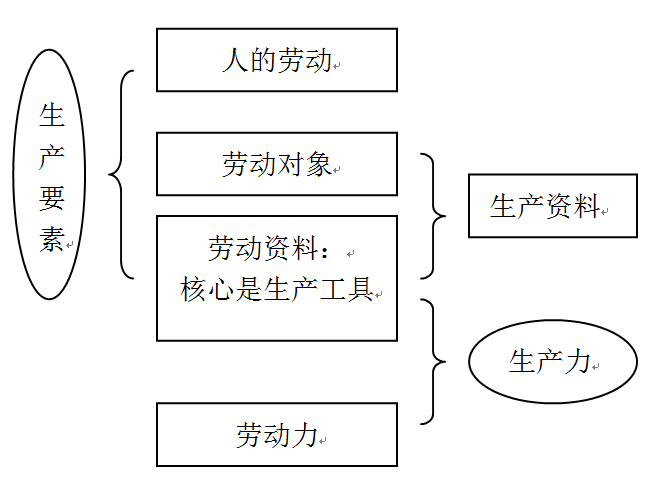 生
产
要
素
人的劳动
劳动对象
劳动资料：
核心是生产工具
劳动力
生产资料
生产力